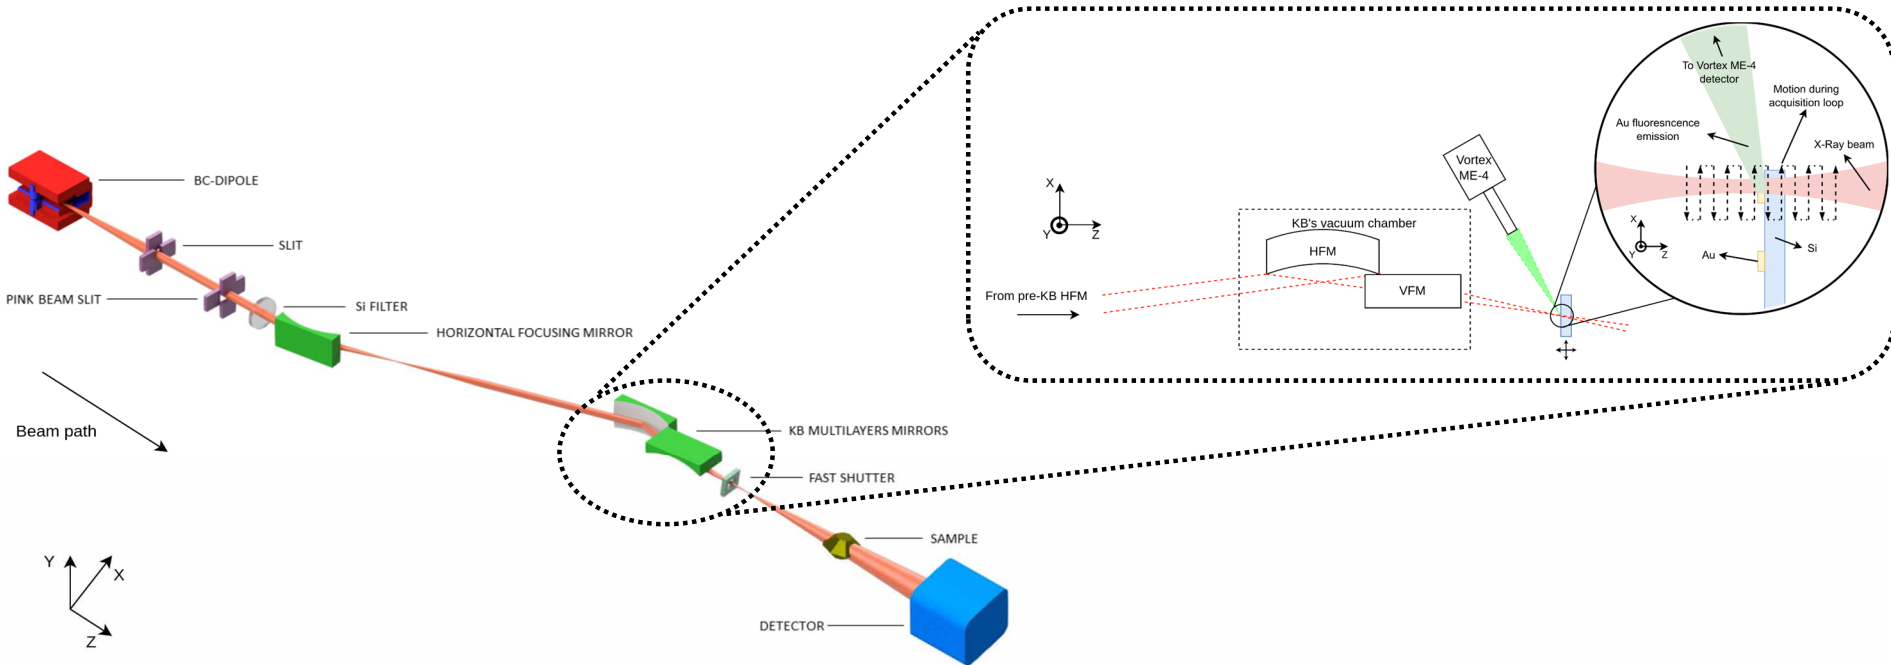 BC-DIPOLE
SLIT
PINK BEAM SLIT
Si FILTER
HORIZONTAL FOCUSING MIRROR
Beam path
KB MULTILAYERS MIRRORS
FAST SHUTTER
SAMPLE
DETECTOR
Y
X
Z
X
Y
Z
From pre-KB HFM
KB's vacuum chamber
HFM
VFM
Vortex
ME-4
To Vortex ME-4
detector
Motion during
acquisition loop
Au fluoresncence
emission
X-Ray beam
X
Y
Z
Au
Si